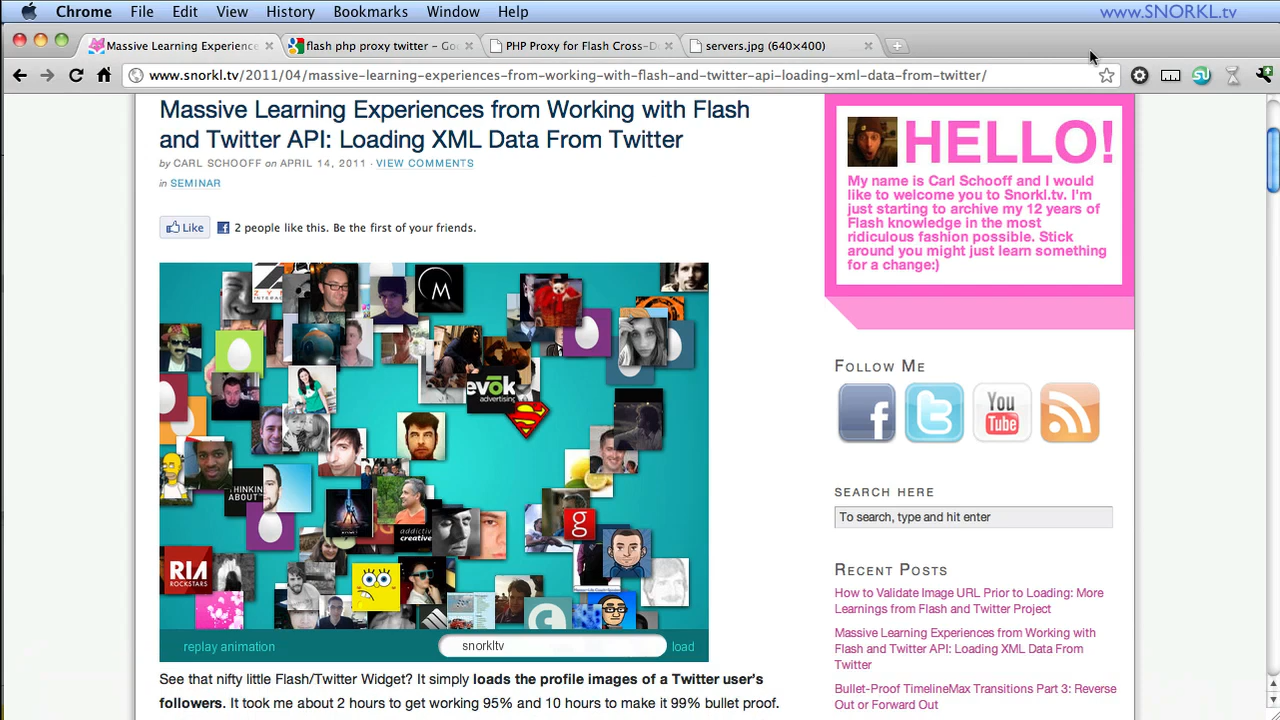 Chrome File Edit View History Bookmarks Window Help
www.SNORKL.tv
Massive Learning Experience
flash php proxy twitter – Go
PHP Proxy for Flash Cross-D
servers.jpg (640×400)
www.snorkl.tv/2011/04/massive-learning-experiences-from-working-with-flash-and-twitter-api-loading-xml-data-from-twitter/
Massive Learning Experiences from Working with Flash
and Twitter API: Loading XML Data From Twitter
by CARL SCHOOFF on APRIL 14, 2011 · VIEW COMMENTS
in SEMINAR
Like
2 people like this. Be the first of your friends.
M
evok
advertising
THINKIN
ABOUT
addictive
creative
g
RIA
ROCKSTARS
replay animation
snorkltv
load
See that nifty little Flash/Twitter Widget? It simply loads the profile images of a Twitter user's
followers. It took me about 2 hours to get working 95% and 10 hours to make it 99% bullet proof.
HELLO!
My name is Carl Schooff and I would
like to welcome you to Snorkl.tv. I'm
just starting to archive my 12 years of
Flash knowledge in the most
ridiculous fashion possible. Stick
around you might just learn something
for a change:)
FOLLOW ME
You
Tube
SEARCH HERE
To search, type and hit enter
RECENT POSTS
How to Validate Image URL Prior to Loading: More
Learnings from Flash and Twitter Project
Massive Learning Experiences from Working with
Flash and Twitter API: Loading XML Data From
Twitter
Bullet-Proof TimelineMax Transitions Part 3: Reverse
Out or Forward Out